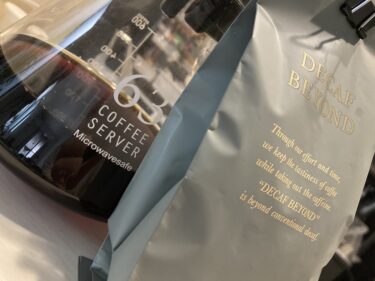 63
COFFEE
SERVER
Microwavesafe
DECAF
BEYOND
Through our effort and time,
we keep the tastiness of coffee
while taking out the caffeine.
"DECAF BEYOND"
is beyond conventional decaf.